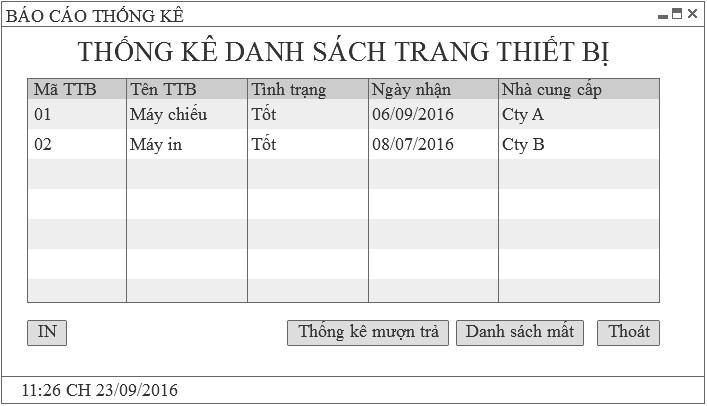 BÁO CÁO THỐNG KÊ
THỐNG KÊ DANH SÁCH TRANG THIẾT BỊ
Mã TTB Tên TTB Tình trạng Ngày nhận Nhà cung cấp
01 Máy chiếu Tốt 06/09/2016 Cty A
02 Máy in Tốt 08/07/2016 Cty B
IN Thống kê mượn trả Danh sách mất Thoát
11:26 CH 23/09/2016